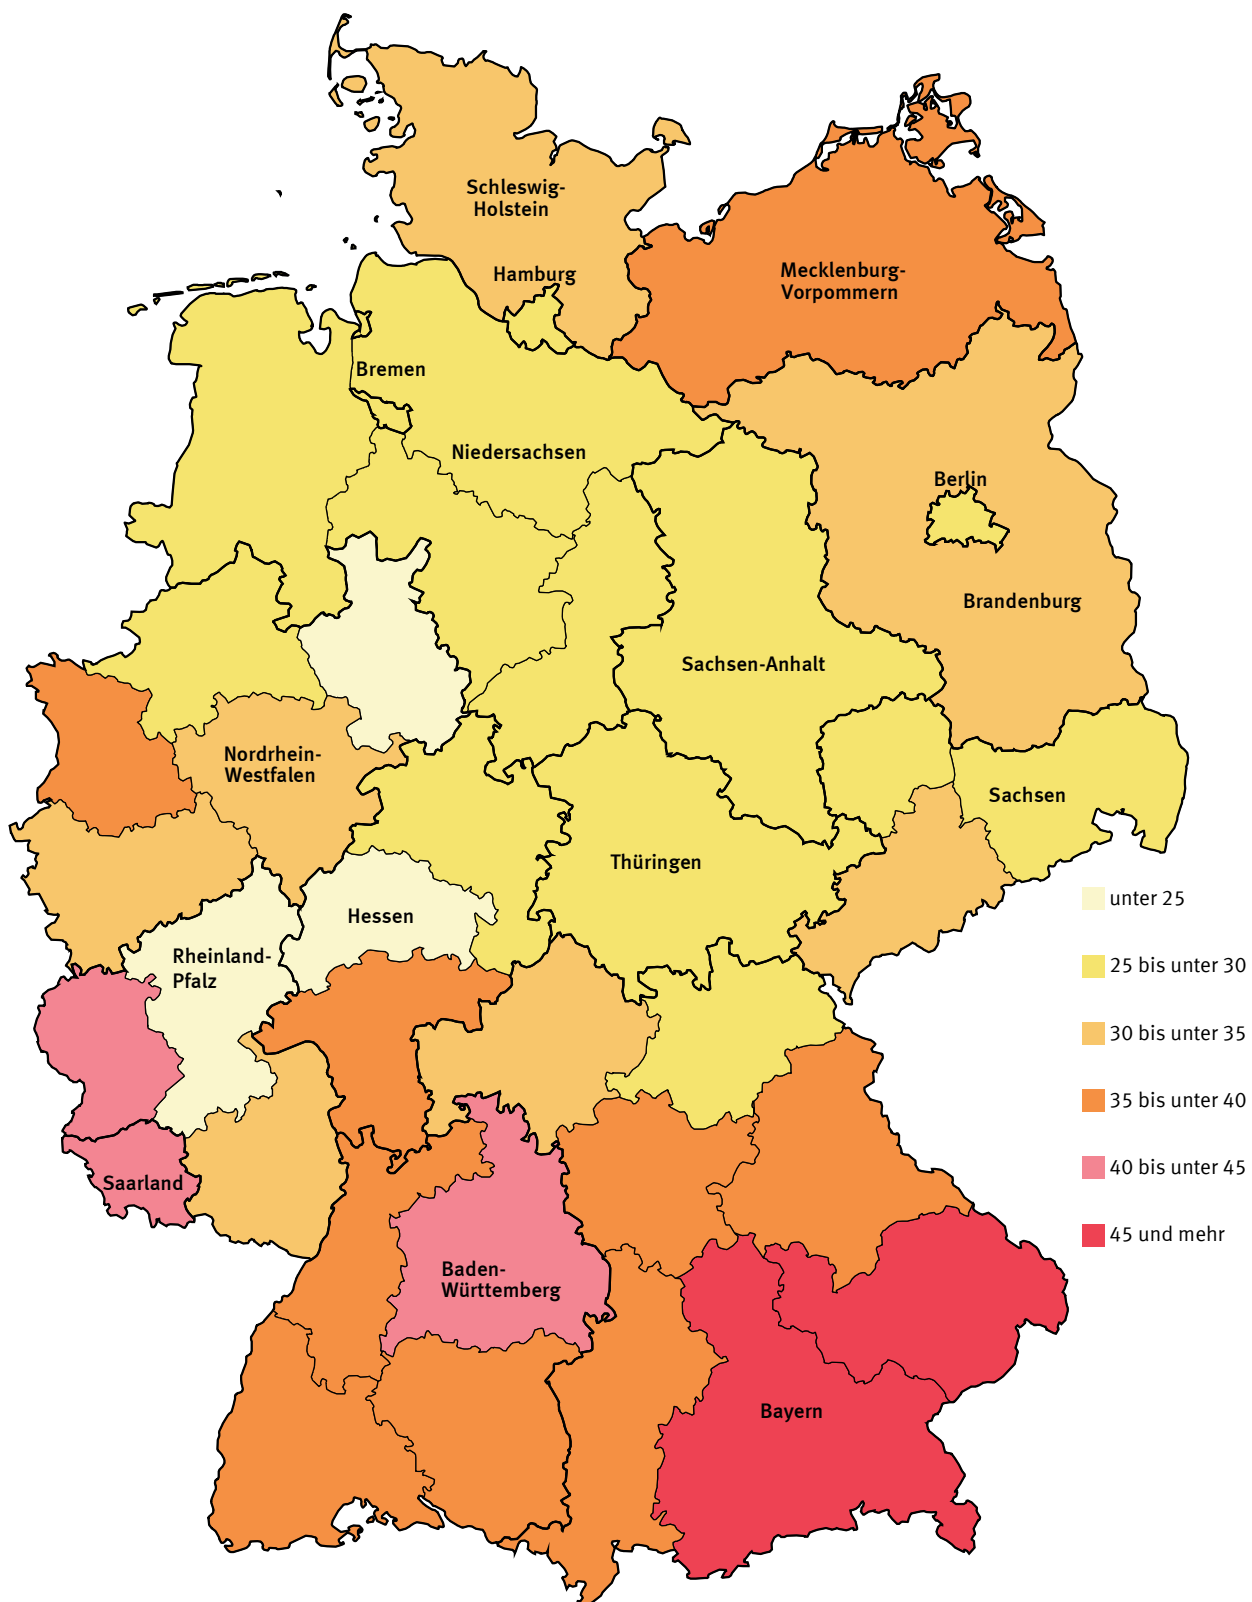 Schleswig-
Holstein
Hamburg
Mecklenburg-
Vorpommern
Bremen
Niedersachsen
Berlin
Brandenburg
Sachsen-Anhalt
Nordrhein-
Westfalen
Sachsen
Thüringen
Hessen
Rheinland-
Pfalz
Saarland
Baden-
Württemberg
Bayern
unter 25
25 bis unter 30
30 bis unter 35
35 bis unter 40
40 bis unter 45
45 und mehr